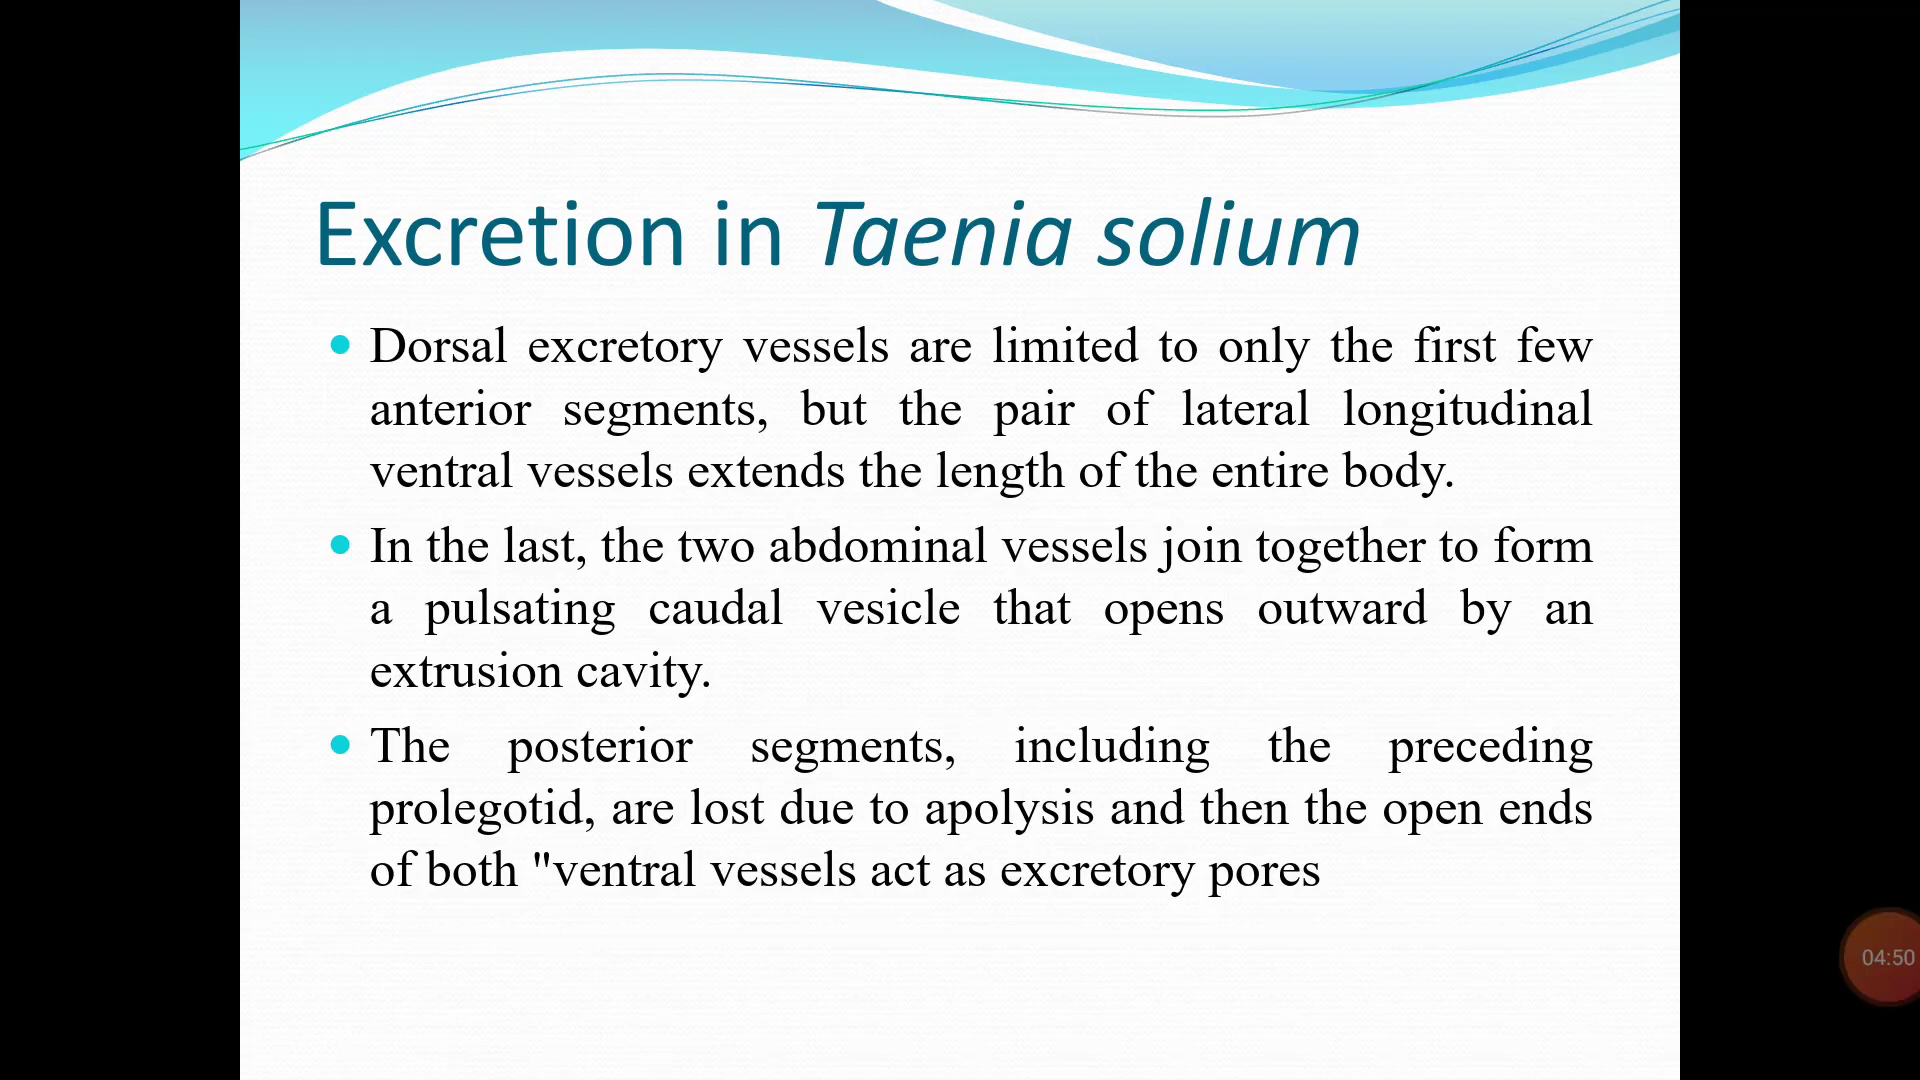 Excretion in Taenia solium
Dorsal excretory vessels are limited to only the first few
anterior segments, but the pair of lateral longitudinal
ventral vessels extends the length of the entire body.
In the last, the two abdominal vessels join together to form
a pulsating caudal vesicle that opens outward by an
extrusion cavity.
The posterior segments, including the preceding
prolegotid, are lost due to apolysis and then the open ends
of both "ventral vessels act as excretory pores
04:50